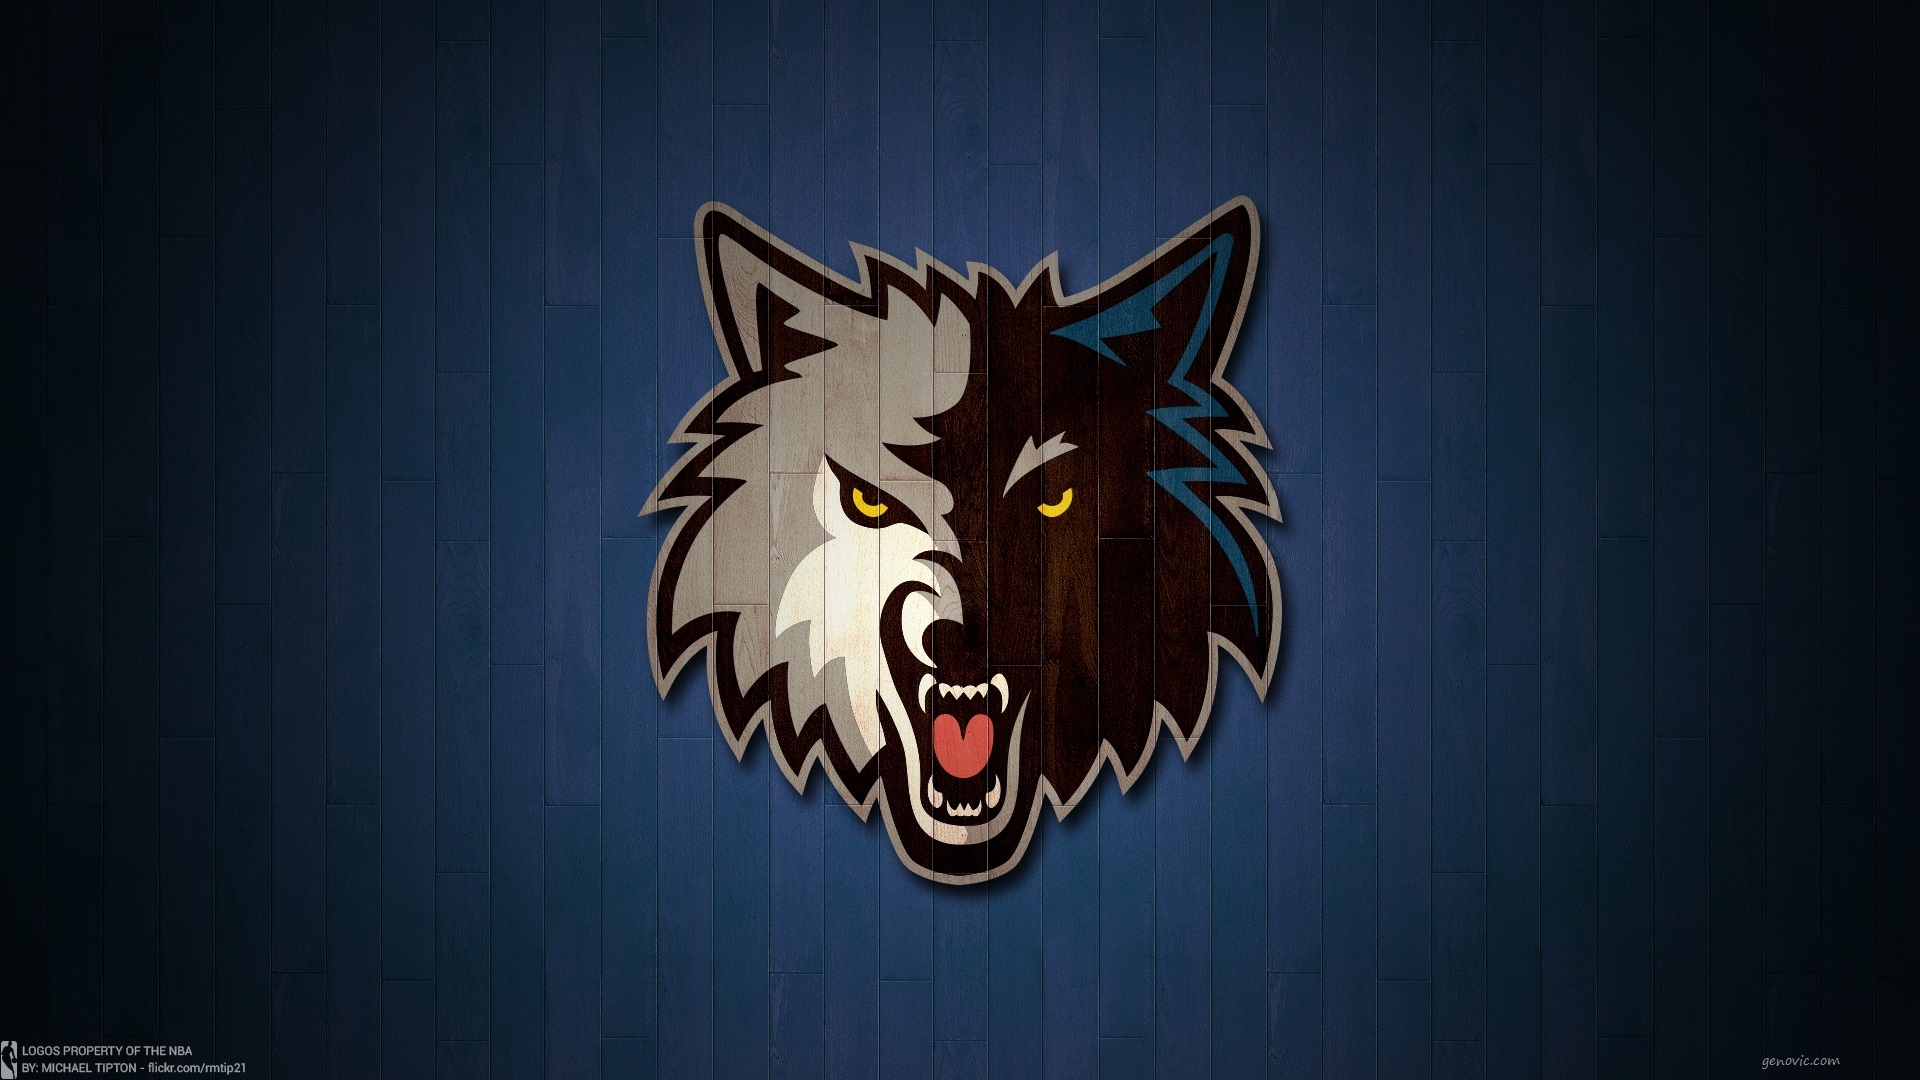 LOGOS PROPERTY OF THE NBA
BY: MICHAEL TIPTON - flickr.com/rmtip21
genovic.com